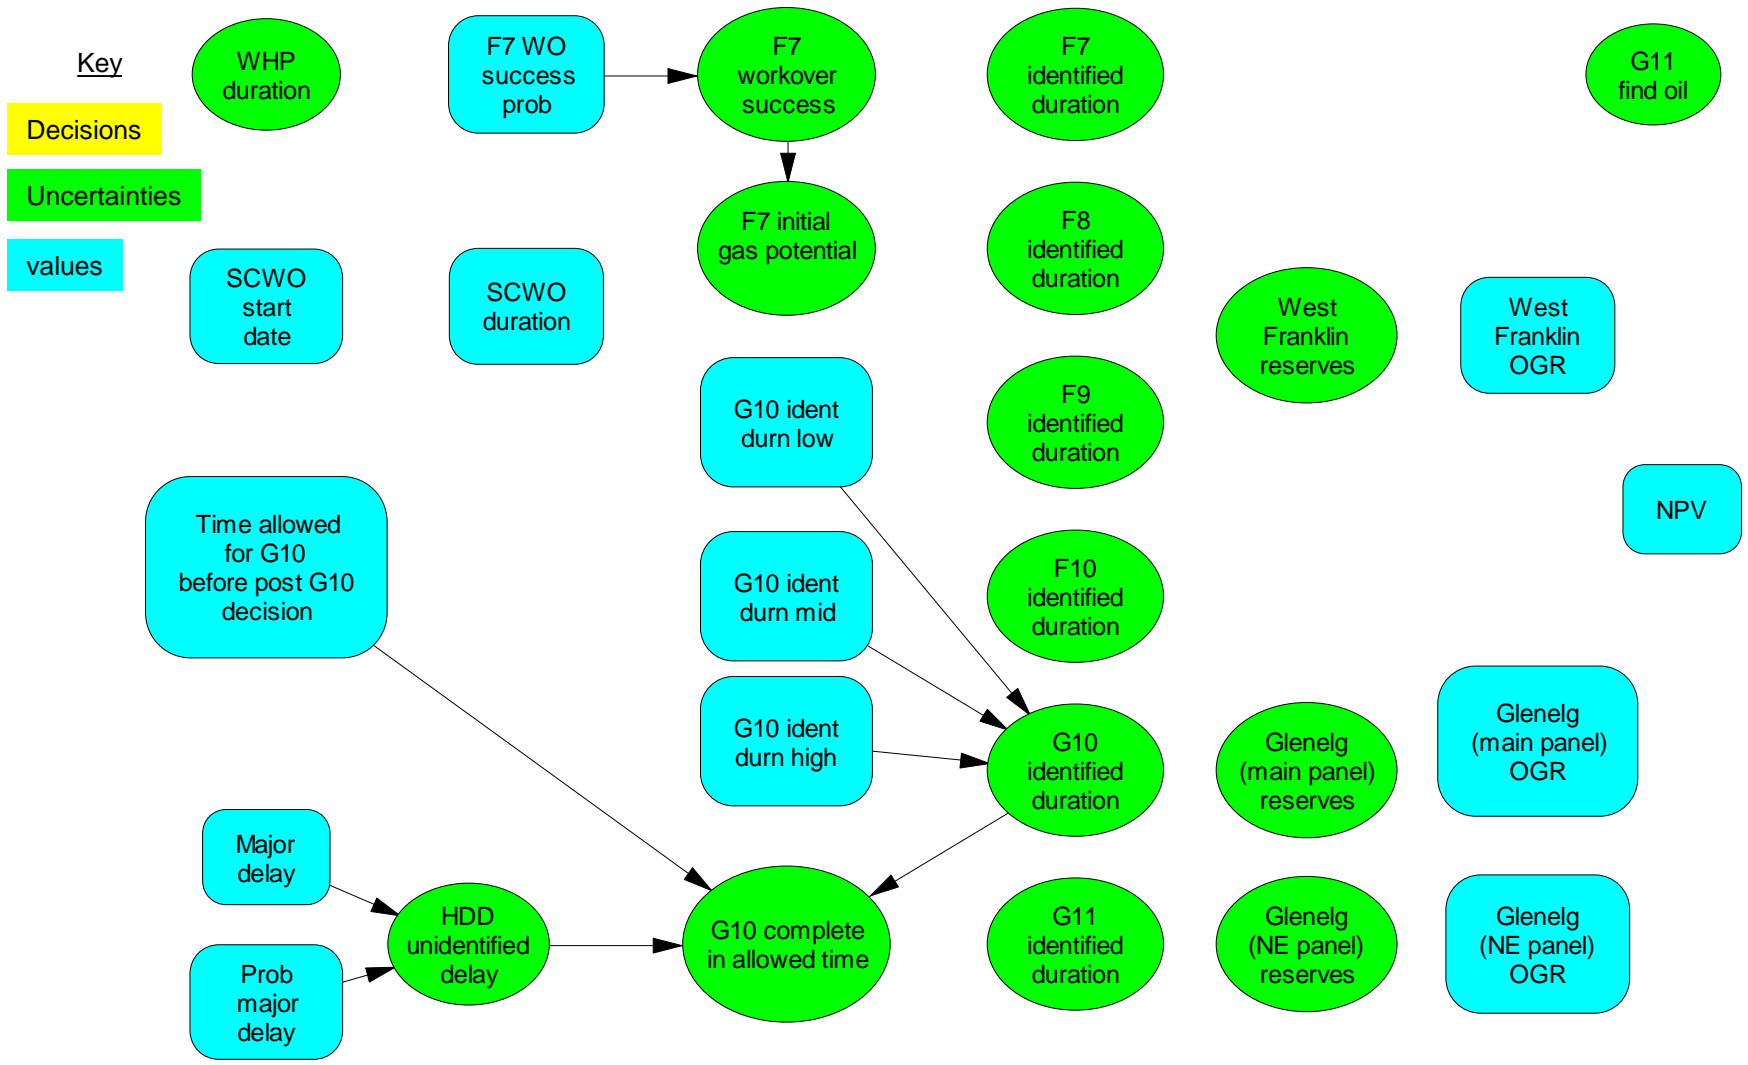 Key
Decisions
Uncertainties
values
WHP
duration
F7 WO
success
prob
F7
workover
success
F7
identified
duration
G11
find oil
F7 initial
gas potential
F8
identified
duration
SCWO
start
date
SCWO
duration
West
Franklin
reserves
West
Franklin
OGR
G10 ident
durn low
F9
identified
duration
NPV
Time allowed
for G10
before post G10
decision
G10 ident
durn mid
F10
identified
duration
G10 ident
durn high
G10
identified
duration
Glenelg
(main panel)
reserves
Glenelg
(main panel)
OGR
Major
delay
HDD
unidentified
delay
G10 complete
in allowed time
G11
identified
duration
Glenelg
(NE panel)
reserves
Glenelg
(NE panel)
OGR
Prob
major
delay